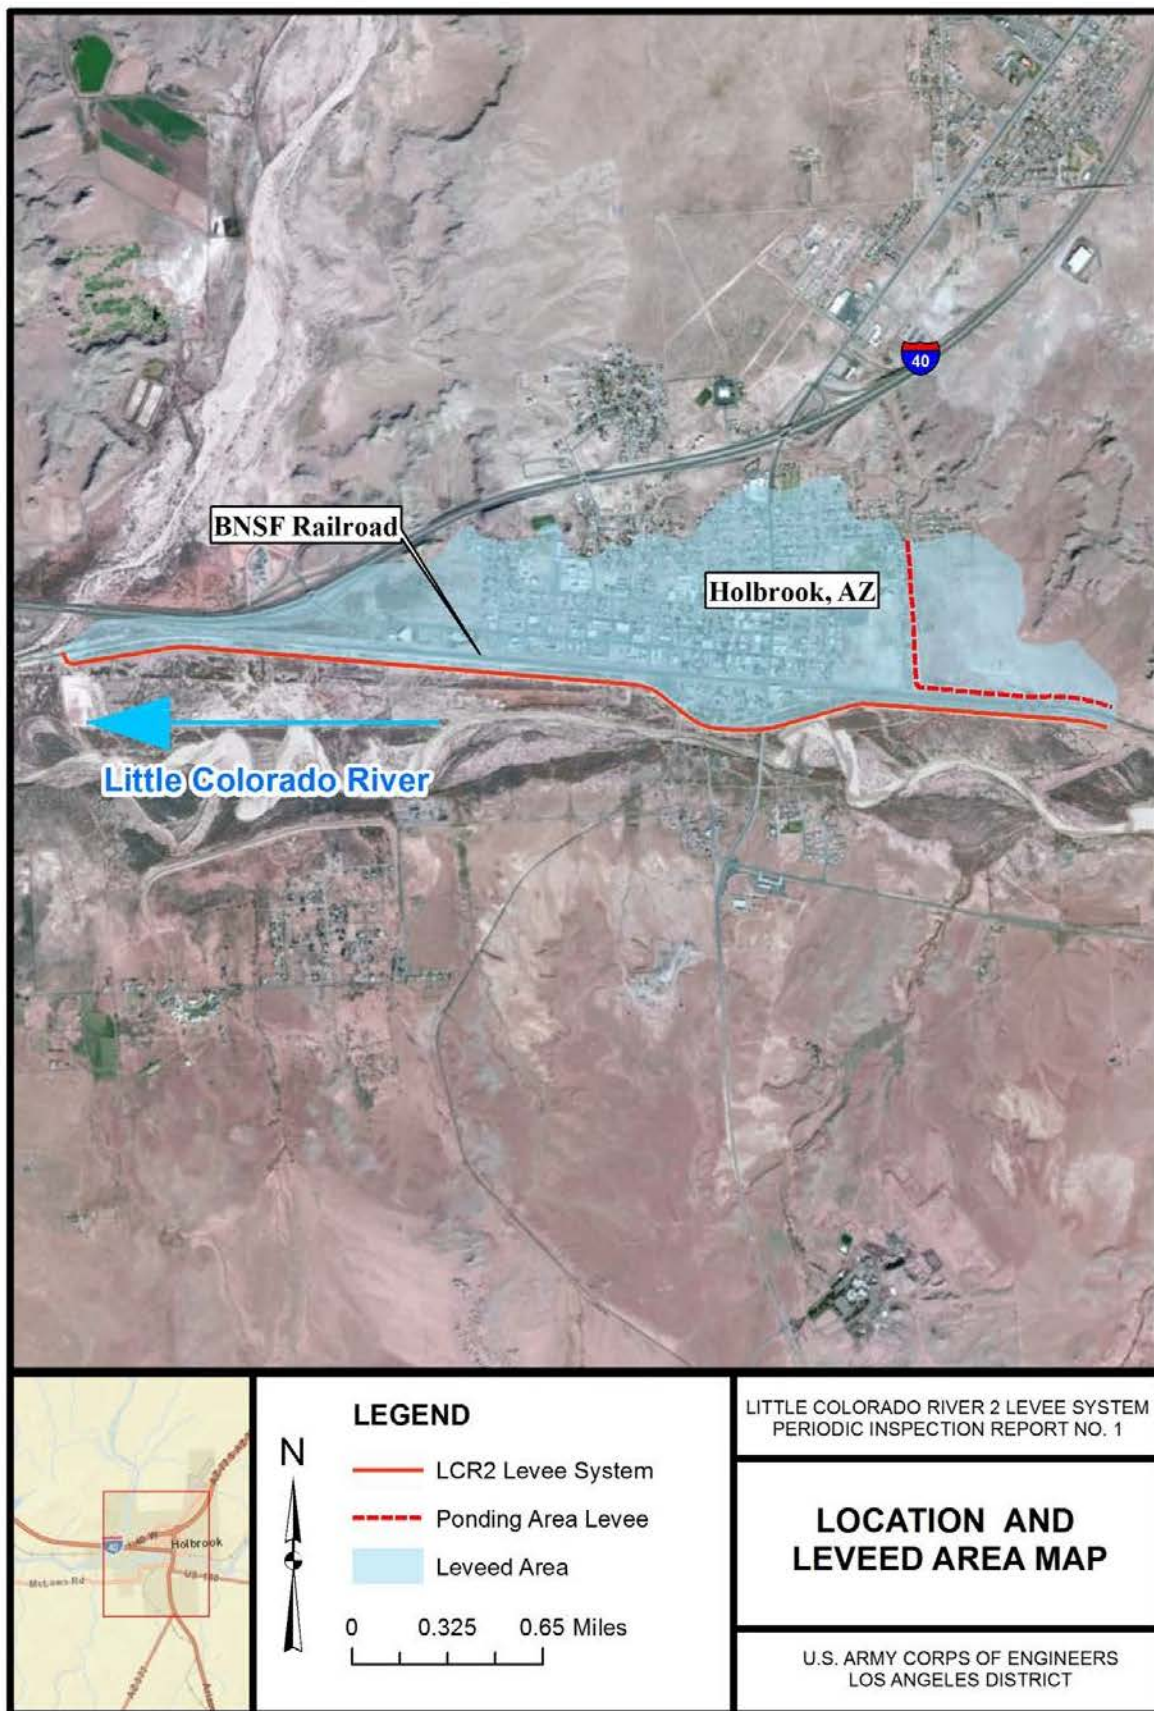 40
BNSF Railroad
Holbrook, AZ
Little Colorado River
Holbrook
McLaws Rd
LEGEND
N
LCR2 Levee System
Ponding Area Levee
Leveed Area
0 0.325 0.65 Miles
LITTLE COLORADO RIVER 2 LEVEE SYSTEM
PERIODIC INSPECTION REPORT NO. 1
LOCATION AND
LEVEED AREA MAP
U.S. ARMY CORPS OF ENGINEERS
LOS ANGELES DISTRICT